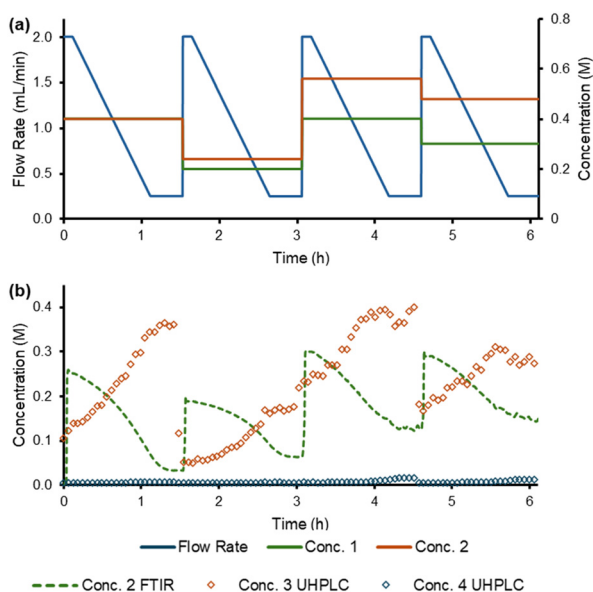 (a)
Flow Rate (mL/min)
2.0
1.5
1.0
0.5
0.0
0.8
0.6
0.4
0.2
0
Concentration (M)
0 1 2 3 4 5 6
Time (h)
(b)
Concentration (M)
0.4
0.3
0.2
0.1
0.0
0 1 2 3 4 5 6
Time (h)
Flow Rate Conc. 1 Conc. 2
Conc. 2 FTIR Conc. 3 UHPLC Conc. 4 UHPLC